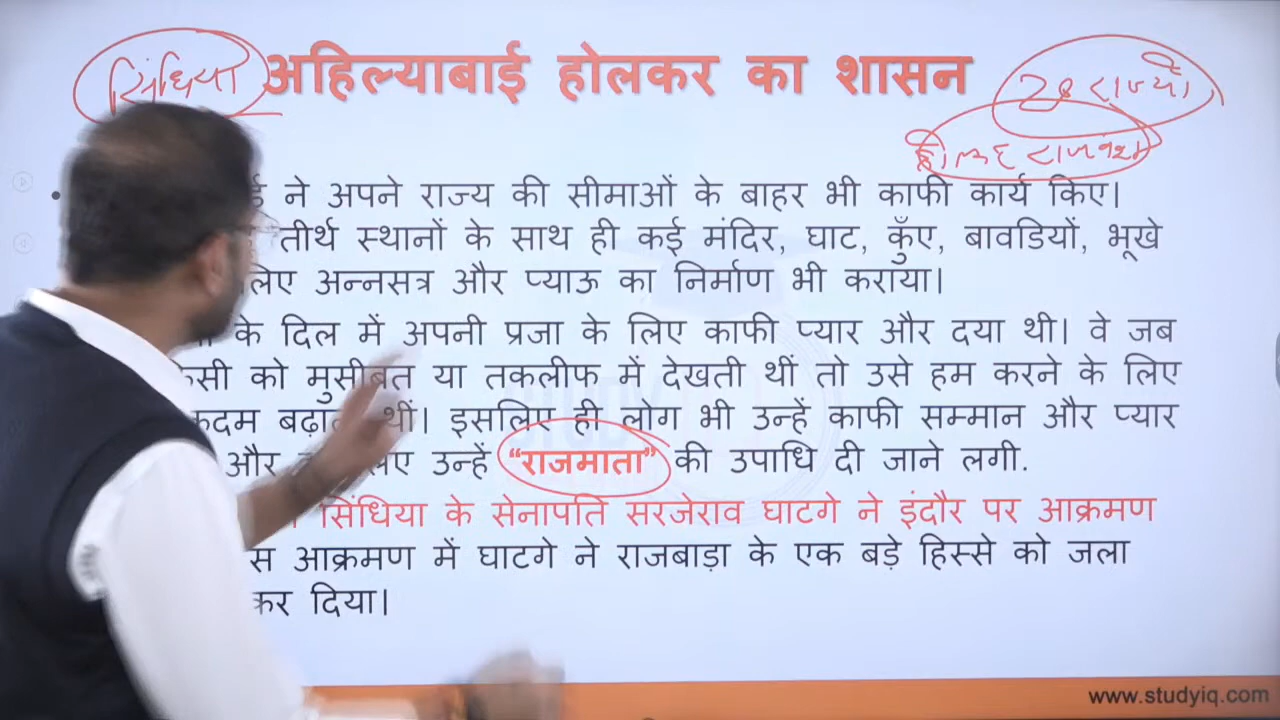 सिंधिया
अहिल्याबाई होलकर का शासन
28 राज्यों
होलकर राजवंश
ने अपने राज्य की सीमाओं के बाहर भी काफी कार्य किए।
तीर्थ स्थानों के साथ ही कई मंदिर, घाट, कुँए, बावडियों, भूखे
लिए अन्नसत्र और प्याऊ का निर्माण भी कराया।
के दिल में अपनी प्रजा के लिए काफी प्यार और दया थी। वे जब
को मुसीबत या तकलीफ में देखती थीं तो उसे हम करने के लिए
कदम थीं। इसलिए ही लोग भी उन्हें काफी सम्मान और प्यार
और उन्हें “राजमाता” की उपाधि दी जाने लगी.
सिंधिया के सेनापति सरजेराव घाटगे ने इंदौर पर आक्रमण
आक्रमण में घाटगे ने राजबाड़ा के एक बड़े हिस्से को जला
कर दिया।
www.studyiq.com